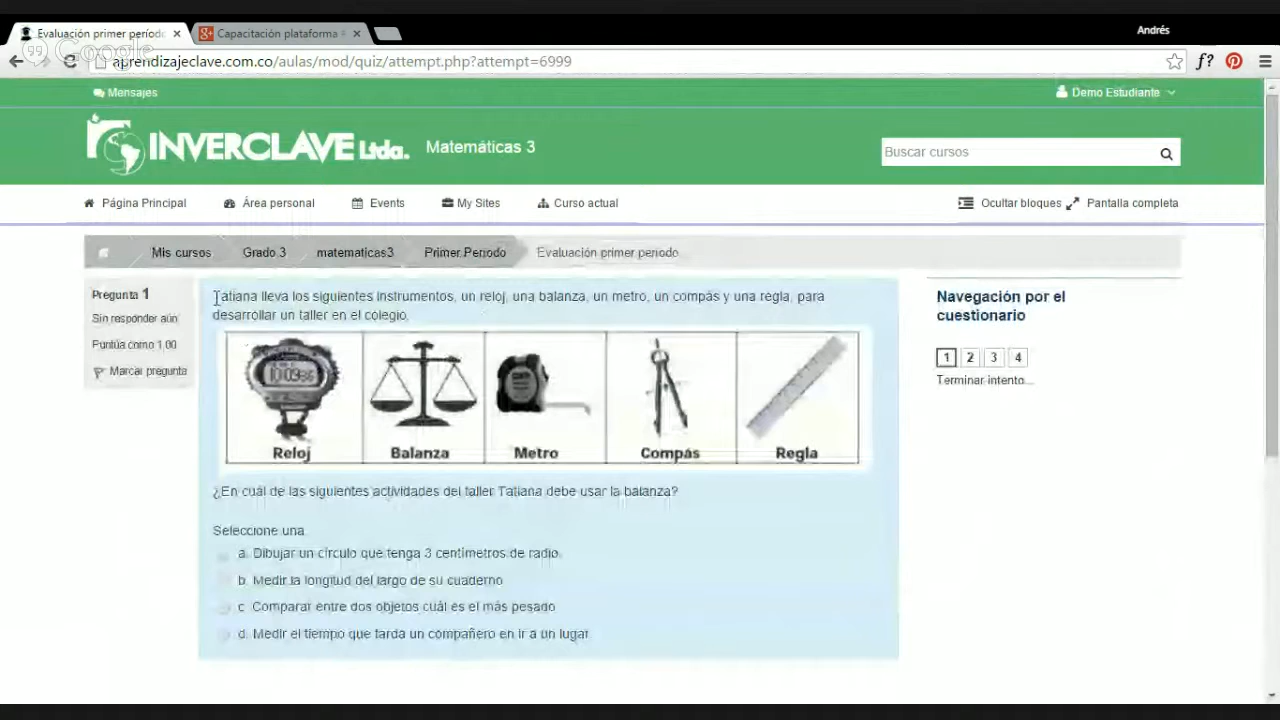 Evaluación primer período
Capacitación plataforma
Andrés
Google
aprendizajeclave.com.co/aulas/mod/quiz/attempt.php?attempt=6999
f?
Mensajes
Demo Estudiante
INVERCLAVE Ltda.
Matemáticas 3
Buscar cursos
Página Principal
Área personal
Events
My Sites
Curso actual
Ocultar bloques
Pantalla completa
Mis cursos
Grado 3
matematicas3
Primer Periodo
Evaluación primer periodo
Pregunta 1
Sin responder aún
Puntúa como 1,00
Marcar pregunta
Tatiana lleva los siguientes instrumentos, un reloj, una balanza, un metro, un compás y una regla, para
desarrollar un taller en el colegio.
Reloj
Balanza
Metro
Compás
Regla
¿En cuál de las siguientes actividades del taller Tatiana debe usar la balanza?
Seleccione una
a. Dibujar un círculo que tenga 3 centímetros de radio.
b. Medir la longitud del largo de su cuaderno
c. Comparar entre dos objetos cuál es el más pesado
d. Medir el tiempo que tarda un compañero en ir a un lugar
Navegación por el
cuestionario
1 2 3 4
Terminar intento...